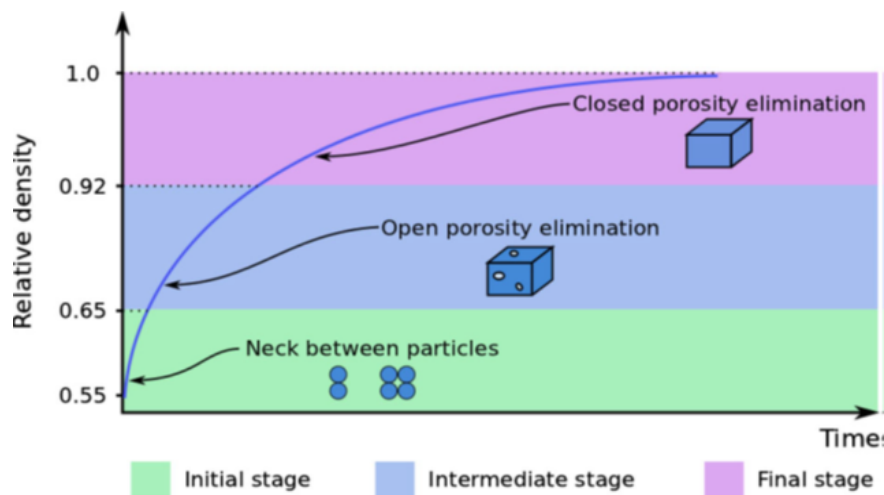 1.0
Closed porosity elimination
0.92
Relative density
Open porosity elimination
0.65
Neck between particles
0.55
Times
Initial stage
Intermediate stage
Final stage